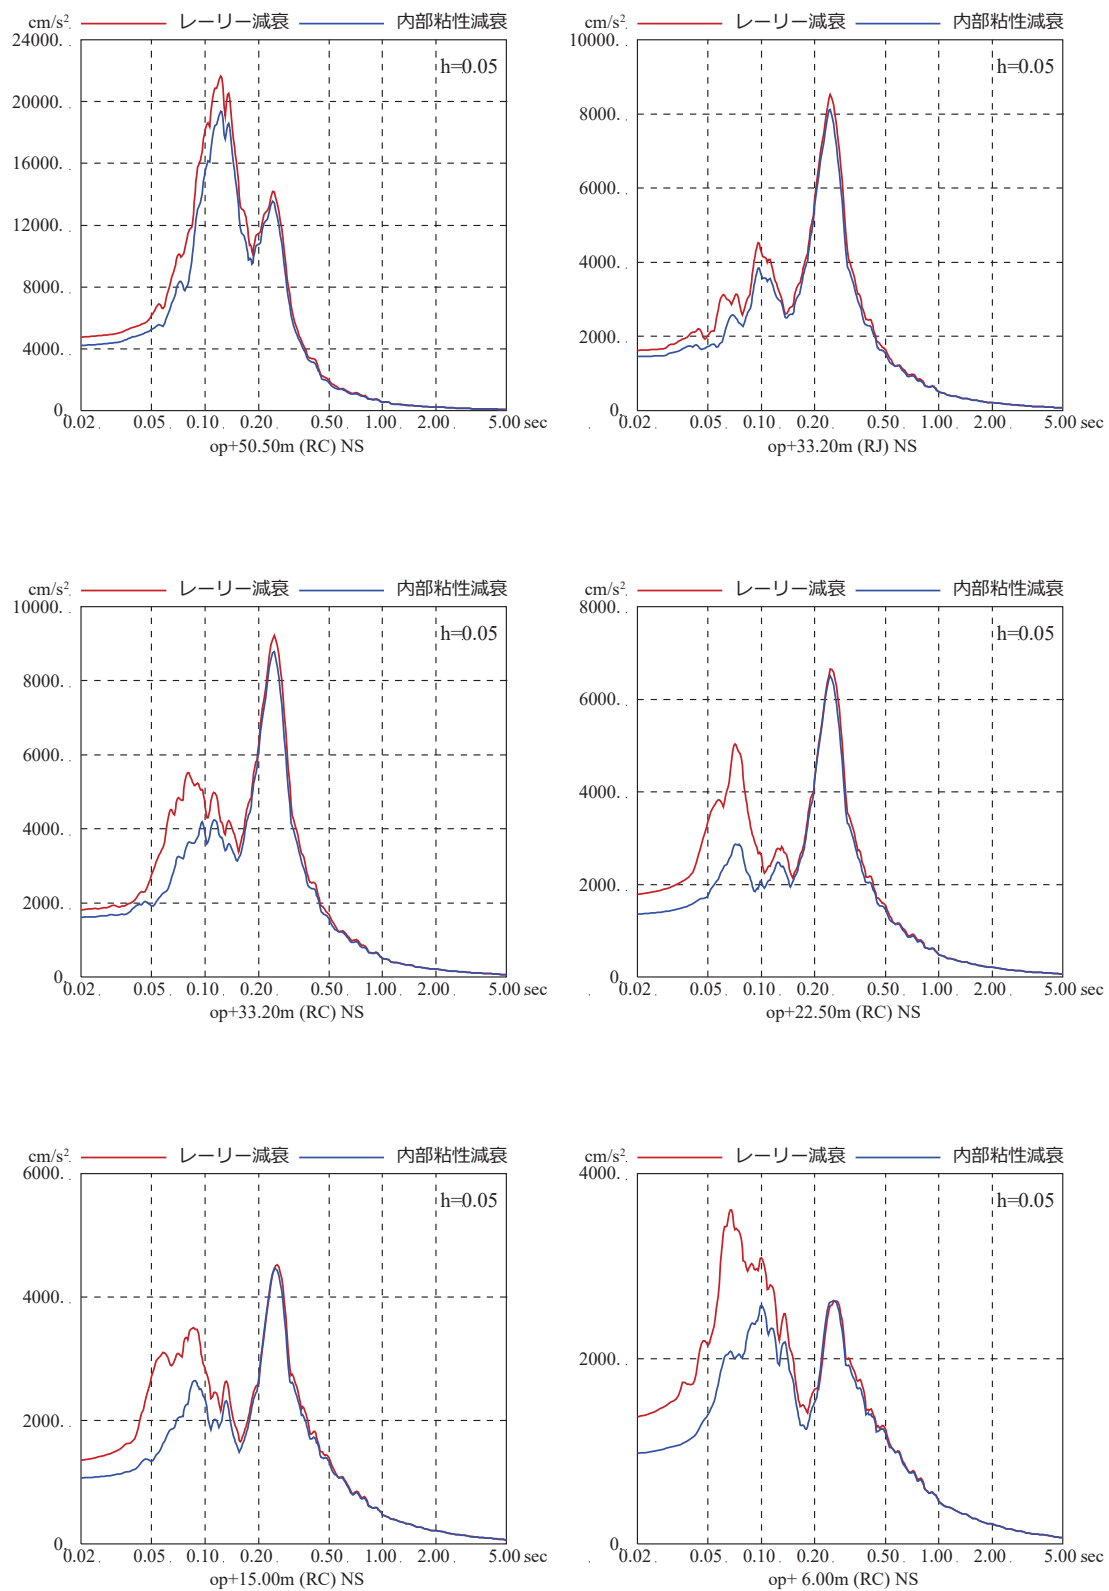 cm/s² レーリー減衰 内部粘性減衰
24000.
h=0.05
20000.
16000.
12000.
8000.
4000.
0.
0.02 0.05 0.10 0.20 0.50 1.00 2.00 5.00 sec
op+50.50m (RC) NS
cm/s² レーリー減衰 内部粘性減衰
10000.
h=0.05
8000.
6000.
4000.
2000.
0.
0.02 0.05 0.10 0.20 0.50 1.00 2.00 5.00 sec
op+33.20m (RJ) NS
cm/s² レーリー減衰 内部粘性減衰
10000.
h=0.05
8000.
6000.
4000.
2000.
0.
0.02 0.05 0.10 0.20 0.50 1.00 2.00 5.00 sec
op+33.20m (RC) NS
cm/s² レーリー減衰 内部粘性減衰
8000.
h=0.05
6000.
4000.
2000.
0.
0.02 0.05 0.10 0.20 0.50 1.00 2.00 5.00 sec
op+22.50m (RC) NS
cm/s² レーリー減衰 内部粘性減衰
6000.
h=0.05
4000.
2000.
0.
0.02 0.05 0.10 0.20 0.50 1.00 2.00 5.00 sec
op+15.00m (RC) NS
cm/s² レーリー減衰 内部粘性減衰
4000.
h=0.05
2000.
0.
0.02 0.05 0.10 0.20 0.50 1.00 2.00 5.00 sec
op+ 6.00m (RC) NS